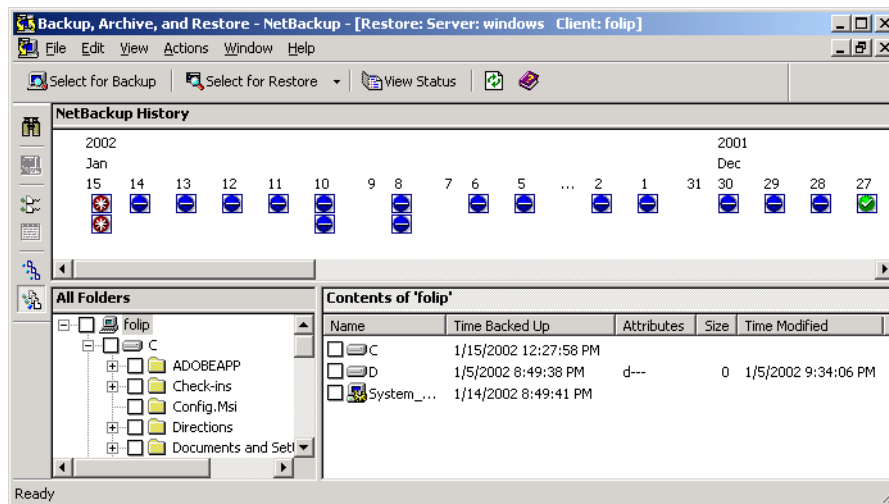 Backup, Archive, and Restore - NetBackup - [Restore: Server: windows Client: folip]
File Edit View Actions Window Help
Select for Backup Select for Restore View Status
NetBackup History
2002 2001
Jan Dec
15 14 13 12 11 10 9 8 7 6 5 ... 2 1 31 30 29 28 27
All Folders Contents of 'folip'
folip
C
ADOBEAPP
Check-ins
Config.Msi
Directions
Documents and Sett
Name Time Backed Up Attributes Size Time Modified
C 1/15/2002 12:27:58 PM
D 1/5/2002 8:49:38 PM d--- 0 1/5/2002 9:34:06 PM
System_... 1/14/2002 8:49:41 PM
Ready